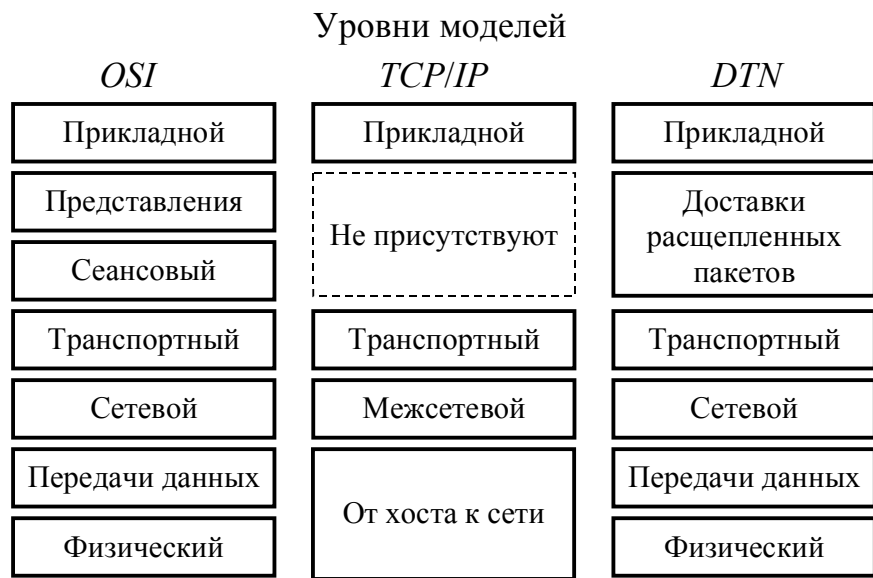 Уровни моделей
OSI TCP/IP DTN
Прикладной Прикладной Прикладной
Представления
Сеансовый
Не присутствуют
Доставки
расщепленных
пакетов
Транспортный Транспортный Транспортный
Сетевой Межсетевой Сетевой
Передачи данных
Физический
От хоста к сети
Передачи данных
Физический